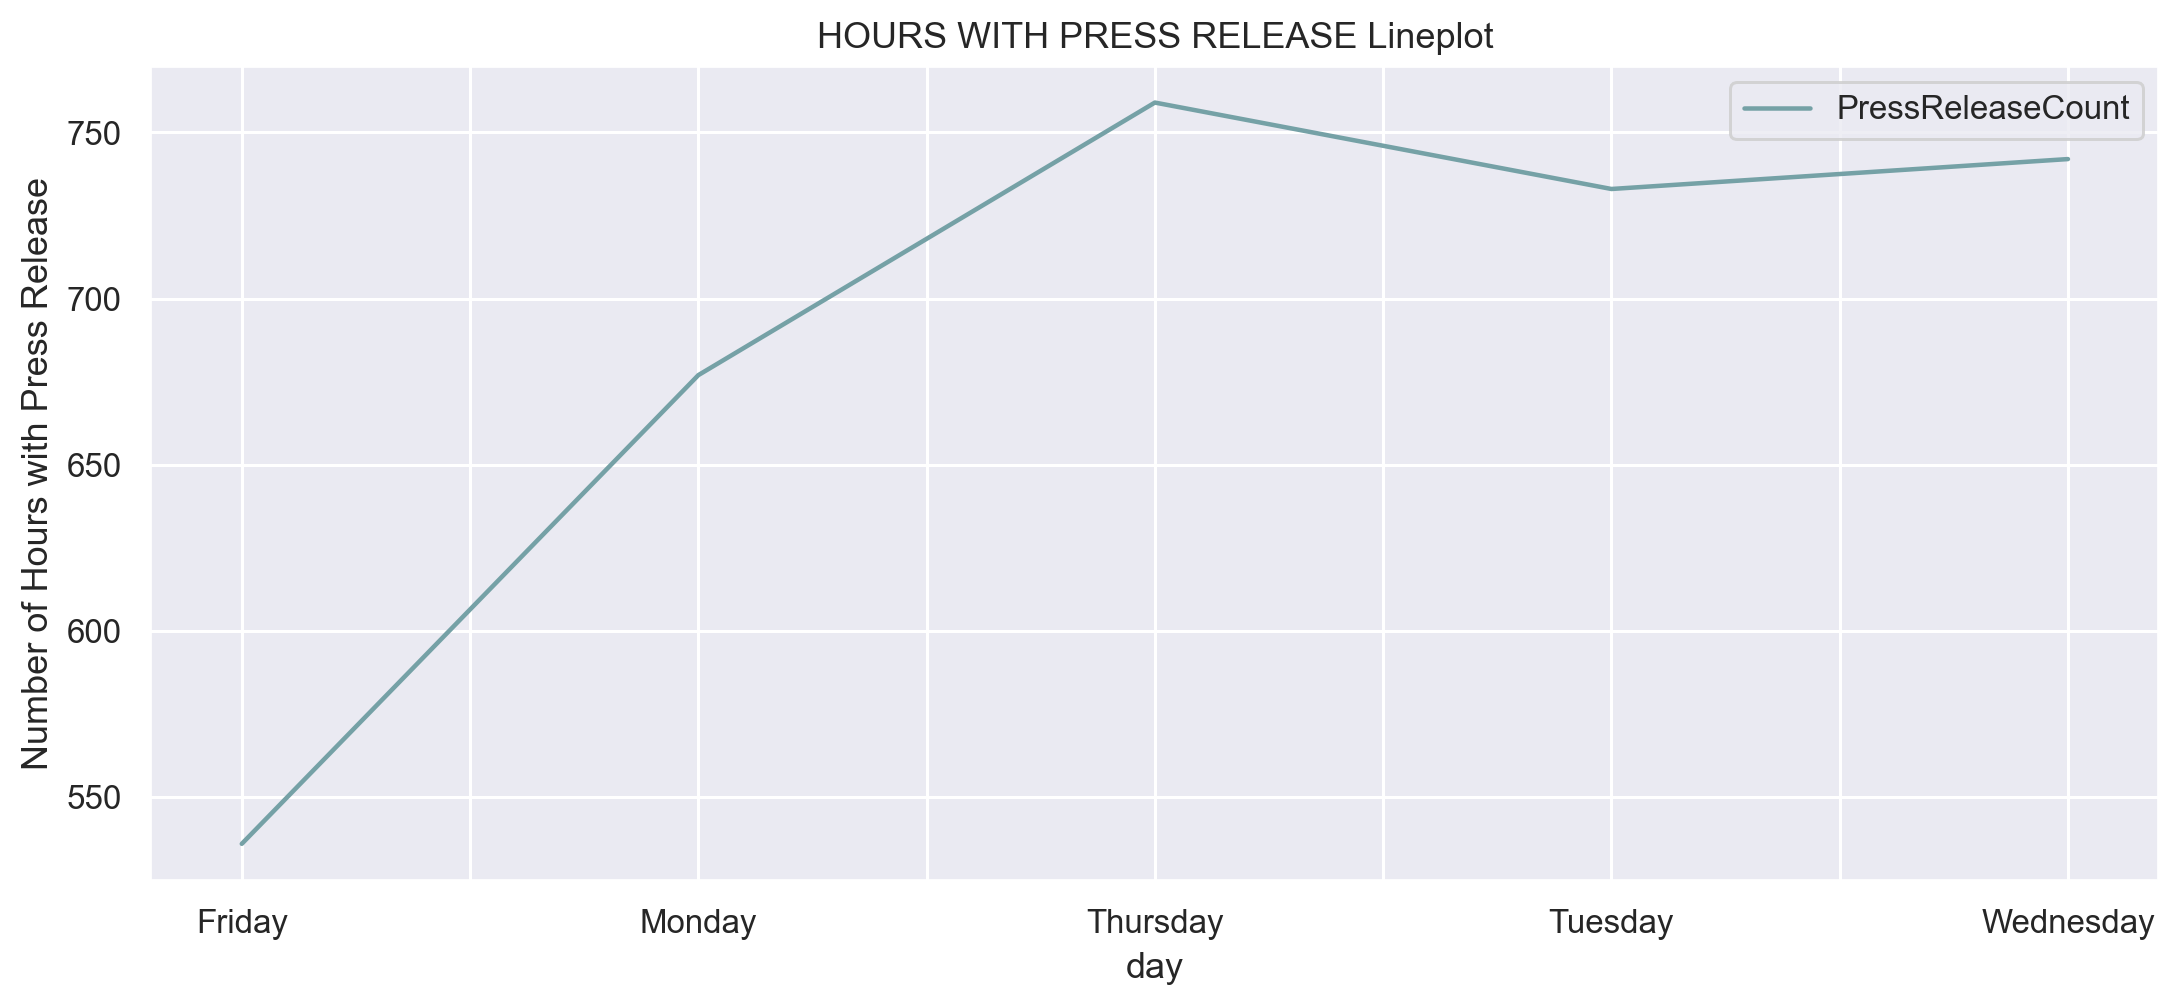 HOURS WITH PRESS RELEASE Lineplot
PressReleaseCount
Number of Hours with Press Release
750
700
650
600
550
Friday Monday Thursday Tuesday Wednesday
day